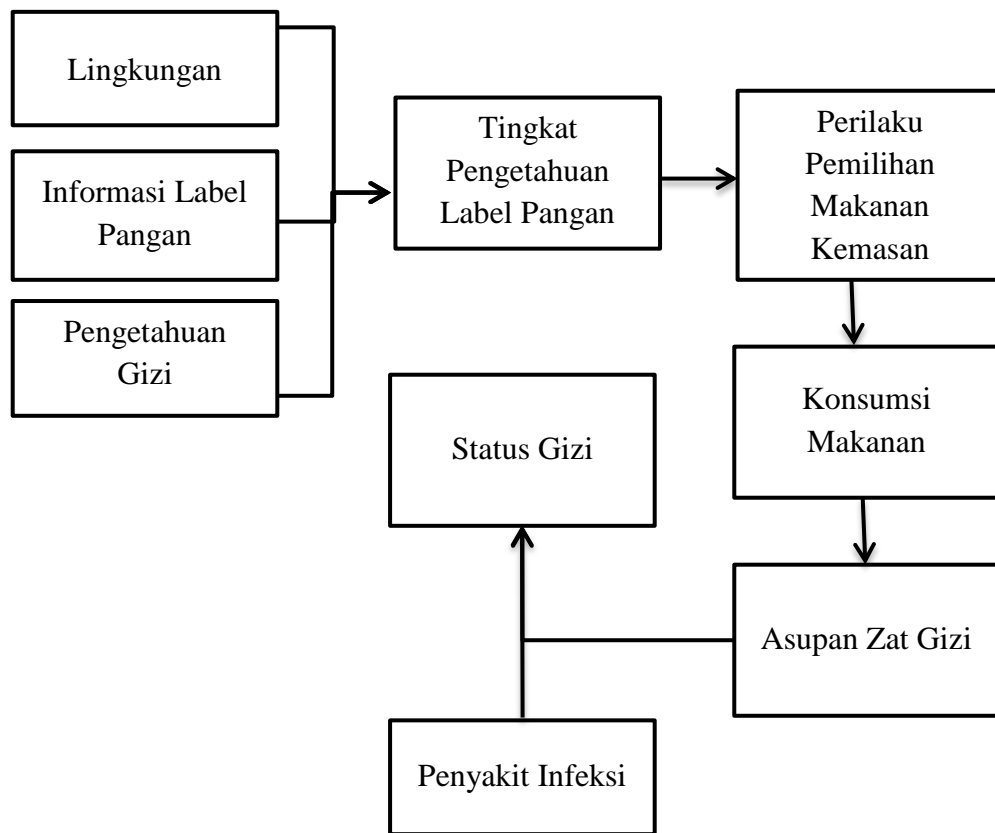 Lingkungan
Informasi Label
Pangan
Pengetahuan
Gizi
Tingkat
Pengetahuan
Label Pangan
Perilaku
Pemilihan
Makanan
Kemasan
Konsumsi
Makanan
Status Gizi
Asupan Zat Gizi
Penyakit Infeksi